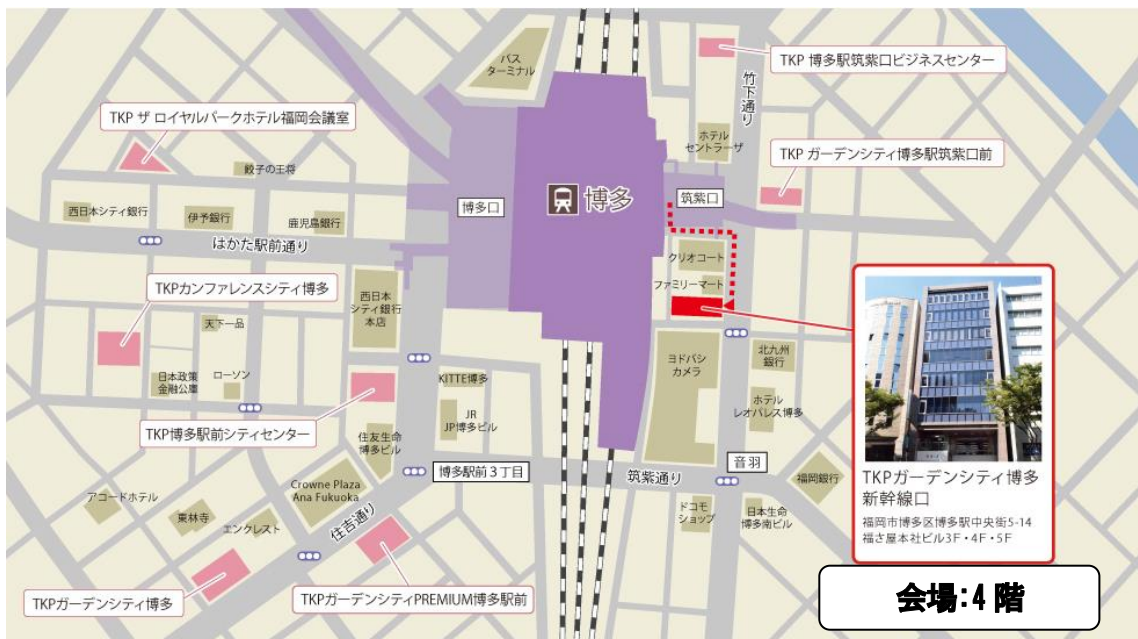 バス
ターミナル
TKP 博多駅筑紫口ビジネスセンター
竹下通り
TKP ザ ロイヤルパークホテル福岡会議室
餃子の王将
ホテル
セントラーザ
TKP ガーデンシティ博多駅筑紫口前
西日本シティ銀行
伊予銀行
鹿児島銀行
博多口
博多
筑紫口
はかた駅前通り
クリオコート
ファミリーマート
TKPカンファレンスシティ博多
西日本
シティ銀行
本店
天下一品
日本政策
金融公庫
ローソン
KITTE博多
JR
JP博多ビル
ヨドバシ
カメラ
北九州
銀行
ホテル
レオパレス博多
TKP博多駅前シティセンター
住友生命
博多ビル
博多駅前3丁目
筑紫通り
音羽
福岡銀行
Crowne Plaza
Ana Fukuoka
アコードホテル
東林寺
エンクレスト
住吉通り
ドコモ
ショップ
日本生命
博多南ビル
TKPガーデンシティ博多
TKPガーデンシティPREMIUM博多駅前
TKPガーデンシティ博多
新幹線口
福岡市博多区博多駅中央街5-14
福さ屋本社ビル3F・4F・5F
会場:4階